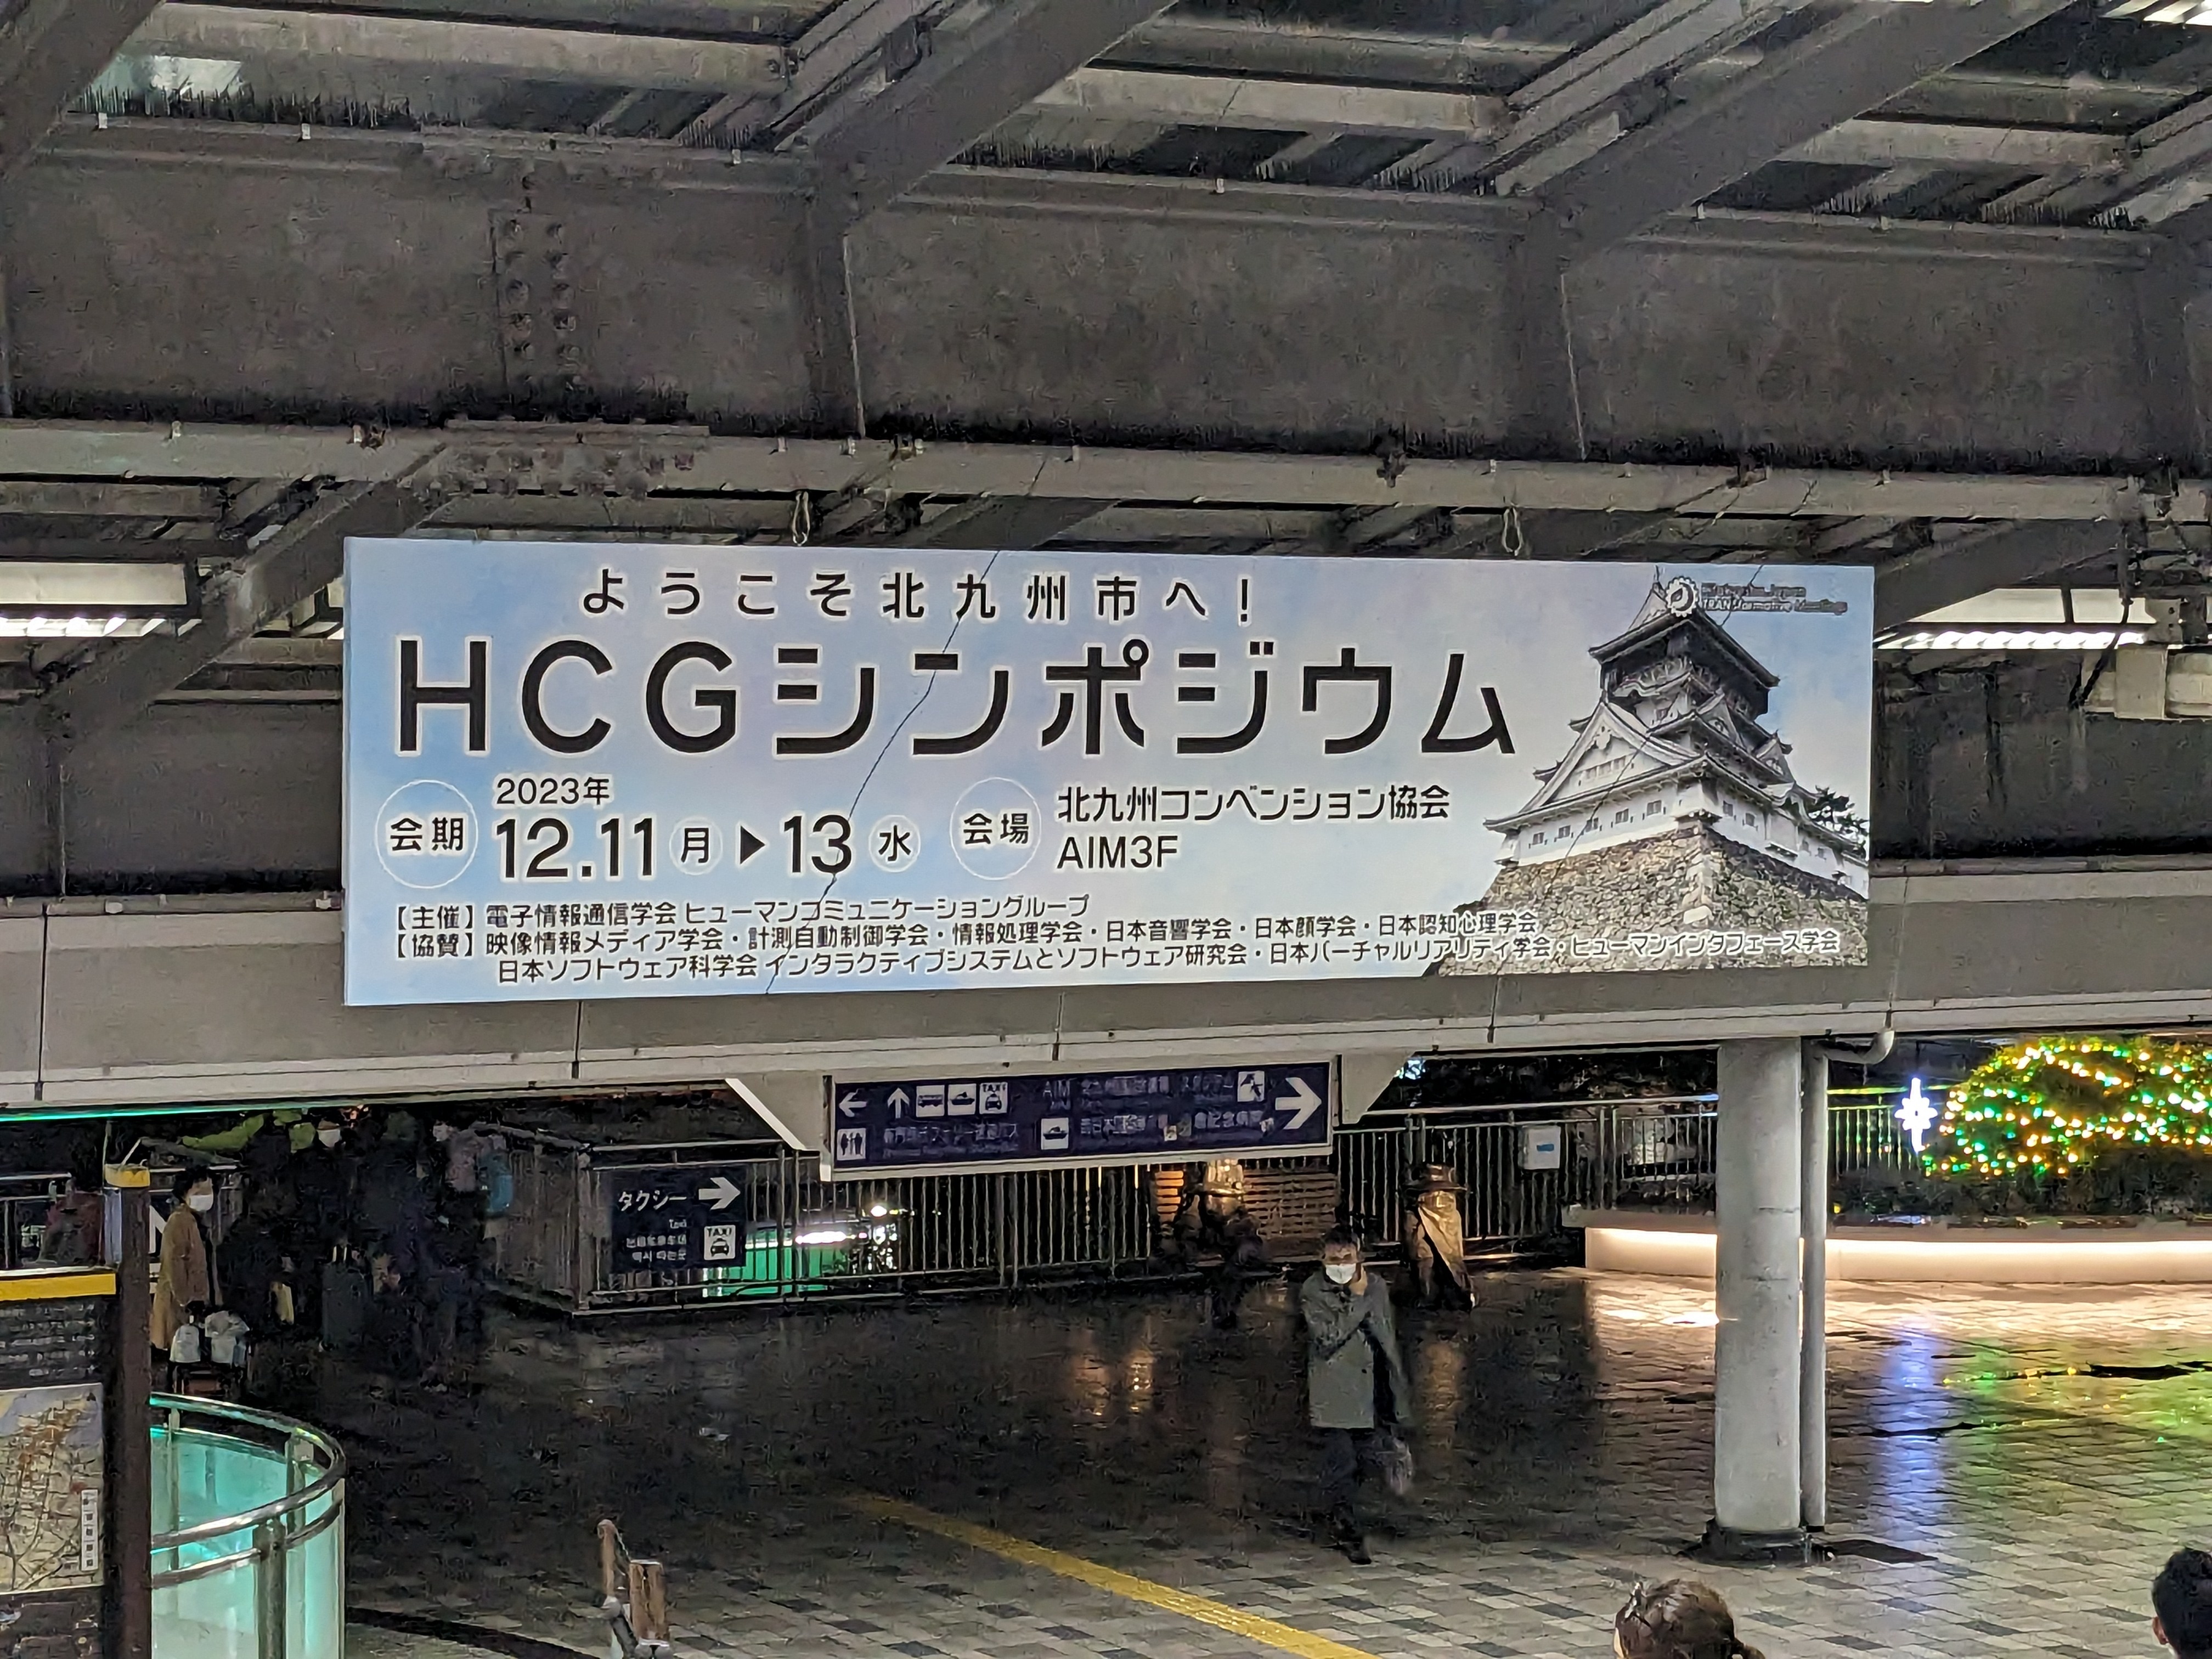 ようこそ北九州市へ！
HCGシンポジウム
会期
2023年
12.11 月 ▶ 13 水
会場
北九州コンベンション協会
AIM3F
【主催】電子情報通信学会 ヒューマンコミュニケーショングループ
【協賛】映像情報メディア学会・計測自動制御学会・情報処理学会・日本音響学会・日本顔学会・日本認知心理学会
日本ソフトウェア科学会 インタラクティブシステムとソフトウェア研究会・日本バーチャルリアリティ学会・ヒューマンインタフェース学会
TAXI
AIM
タクシー
Taxi
TAXI